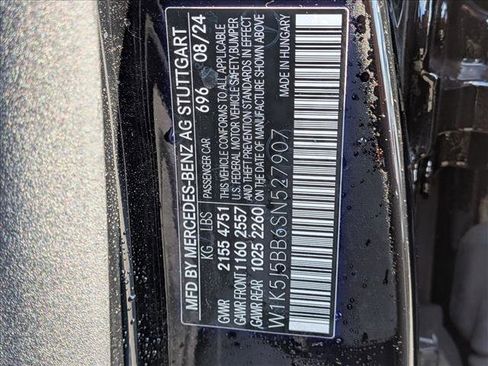 MFD BY MERCEDES-BENZ AG STUTTGART
PASSENGER CAR 696 08/24
KG LBS THIS VEHICLE CONFORMS TO ALL APPLICABLE
GVWR 2155 4751 U.S. FEDERAL MOTOR VEHICLE SAFETY, BUMPER
GAWR FRONT 1160 2557 AND THEFT PREVENTION STANDARDS IN EFFECT
GAWR REAR 1025 2260 ON THE DATE OF MANUFACTURE SHOWN ABOVE.
W1K5J5BB6SN527907
MADE IN HUNGARY